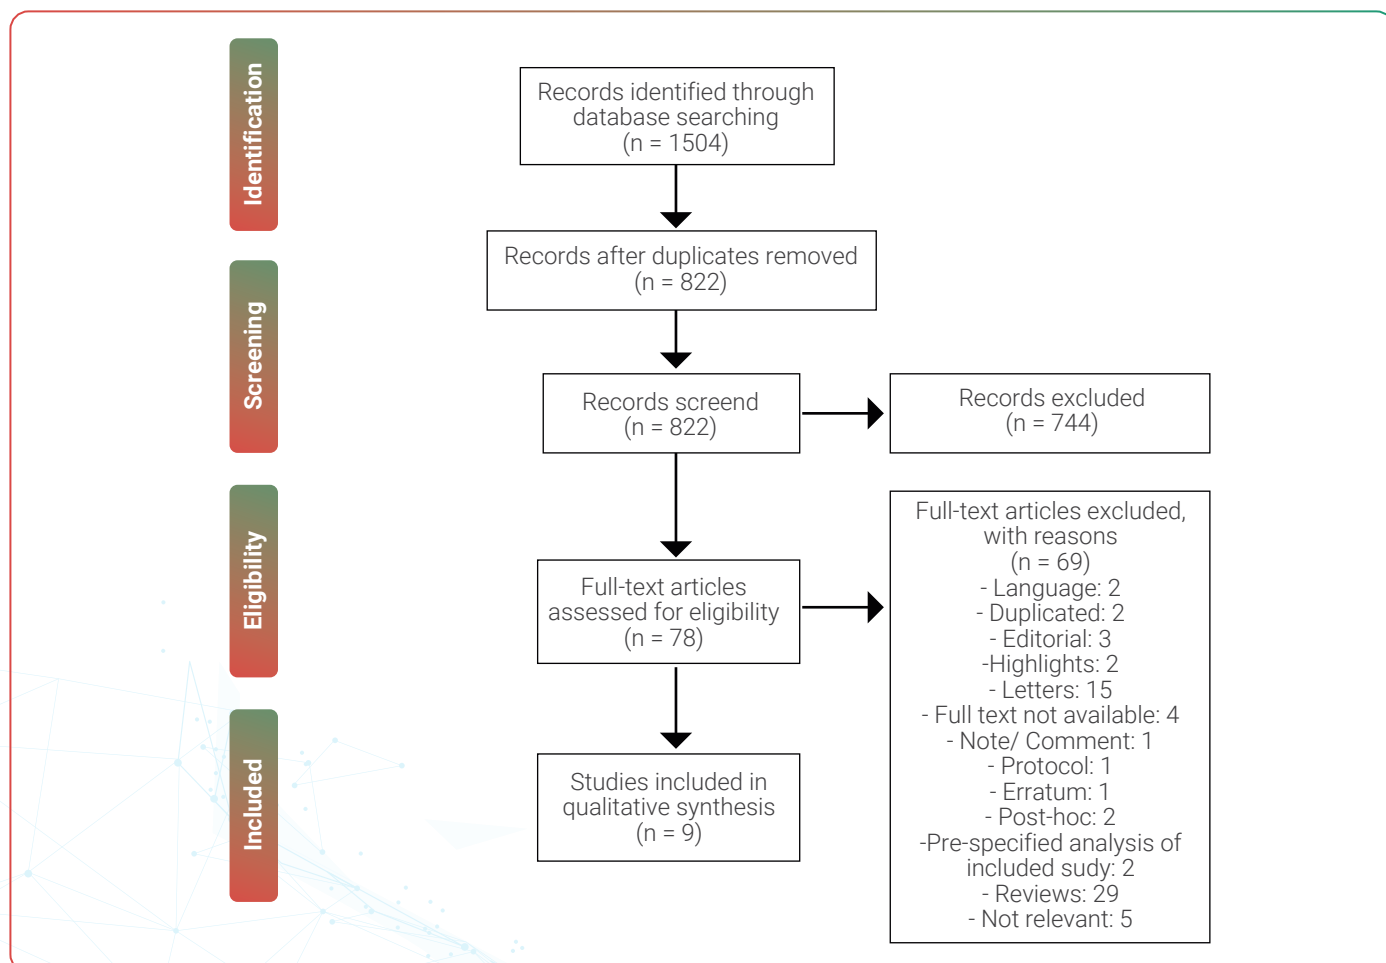 Identification
Records identified through
database searching
(n = 1504)
Records after duplicates removed
(n = 822)
Screening
Records screend
(n = 822)
Records excluded
(n = 744)
Eligibility
Full-text articles
assessed for eligibility
(n = 78)
Full-text articles excluded,
with reasons
(n = 69)
- Language: 2
- Duplicated: 2
- Editorial: 3
-Highlights: 2
- Letters: 15
- Full text not available: 4
- Note/ Comment: 1
- Protocol: 1
- Erratum: 1
- Post-hoc: 2
-Pre-specified analysis of
included sudy: 2
- Reviews: 29
- Not relevant: 5
Included
Studies included in
qualitative synthesis
(n = 9)